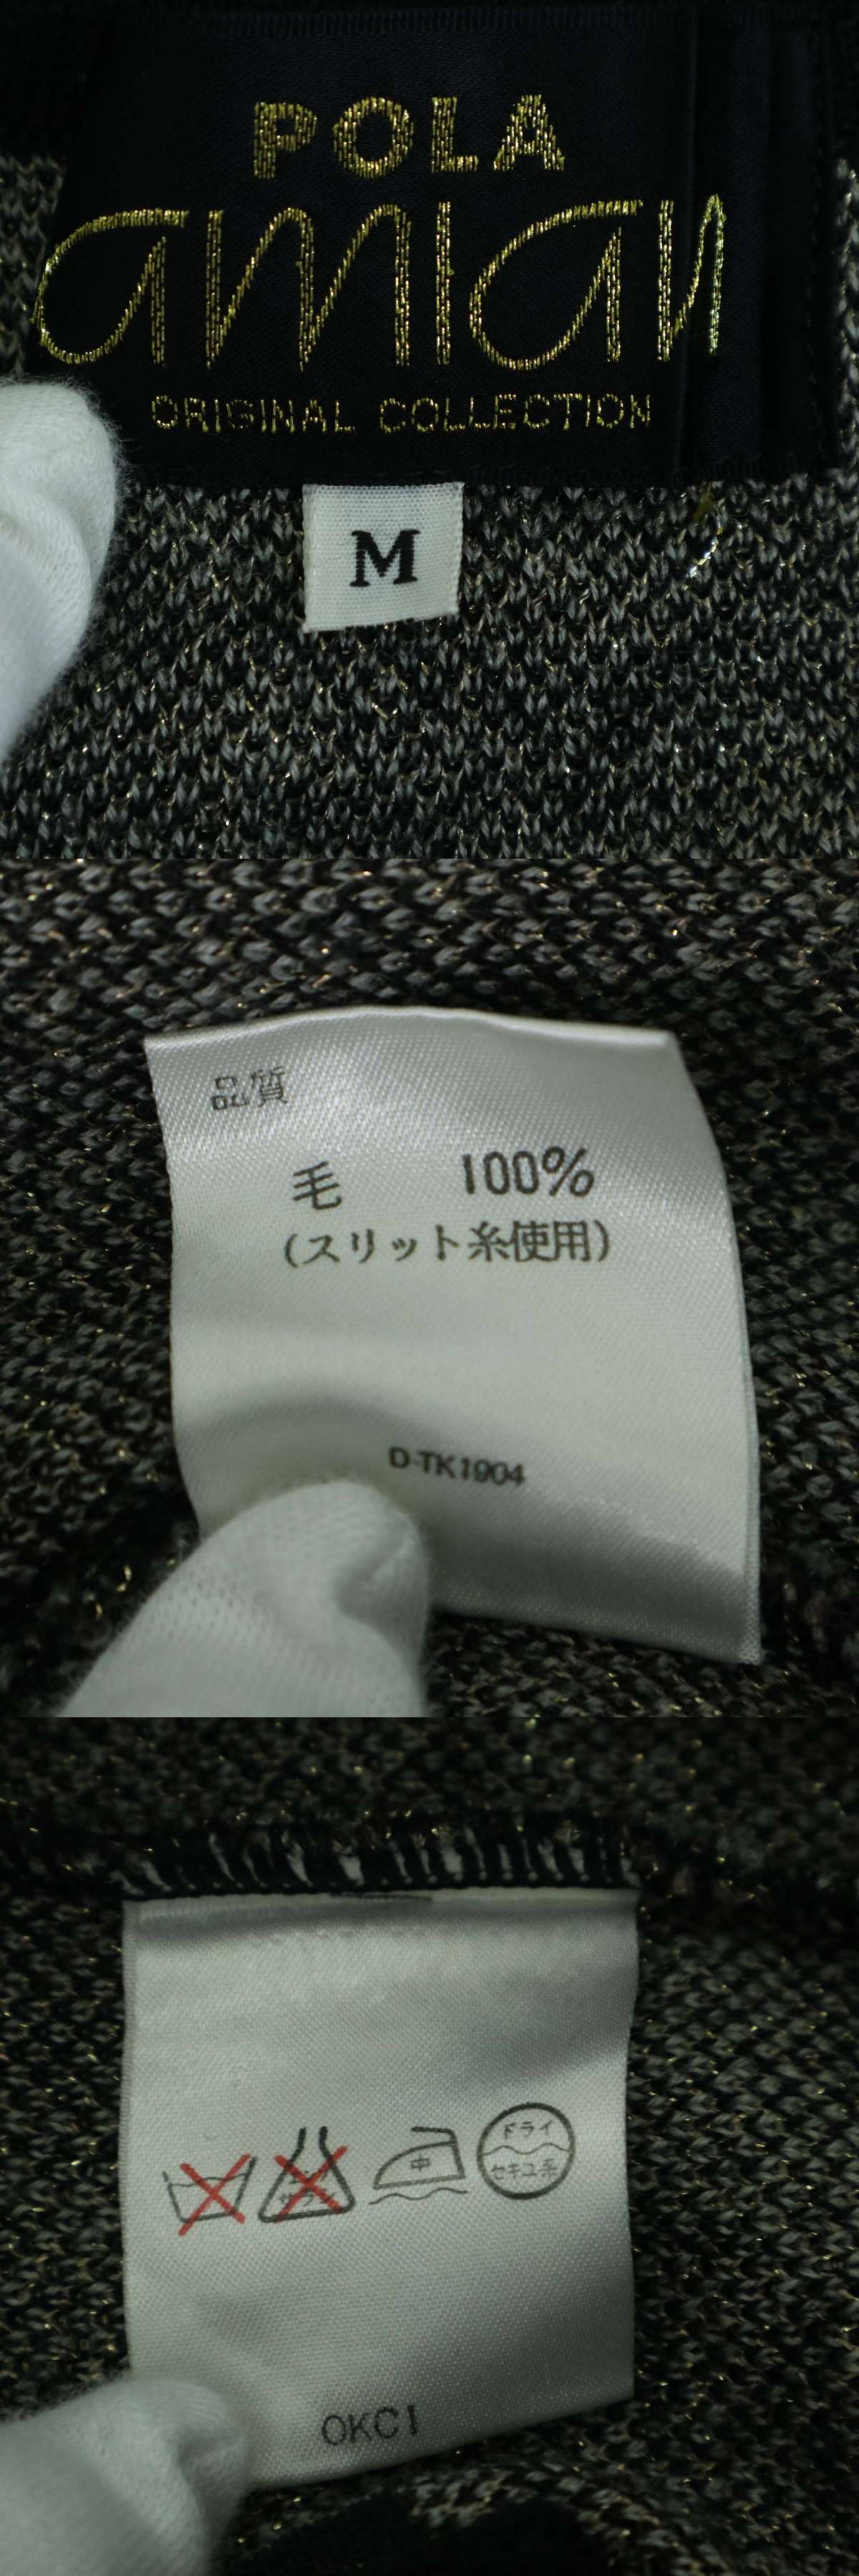 POLA
amian
ORIGINAL COLLECTION
M
品質
毛 100%
(スリット糸使用)
D-TK1904
中
ドライ
セキユ系
OKC1